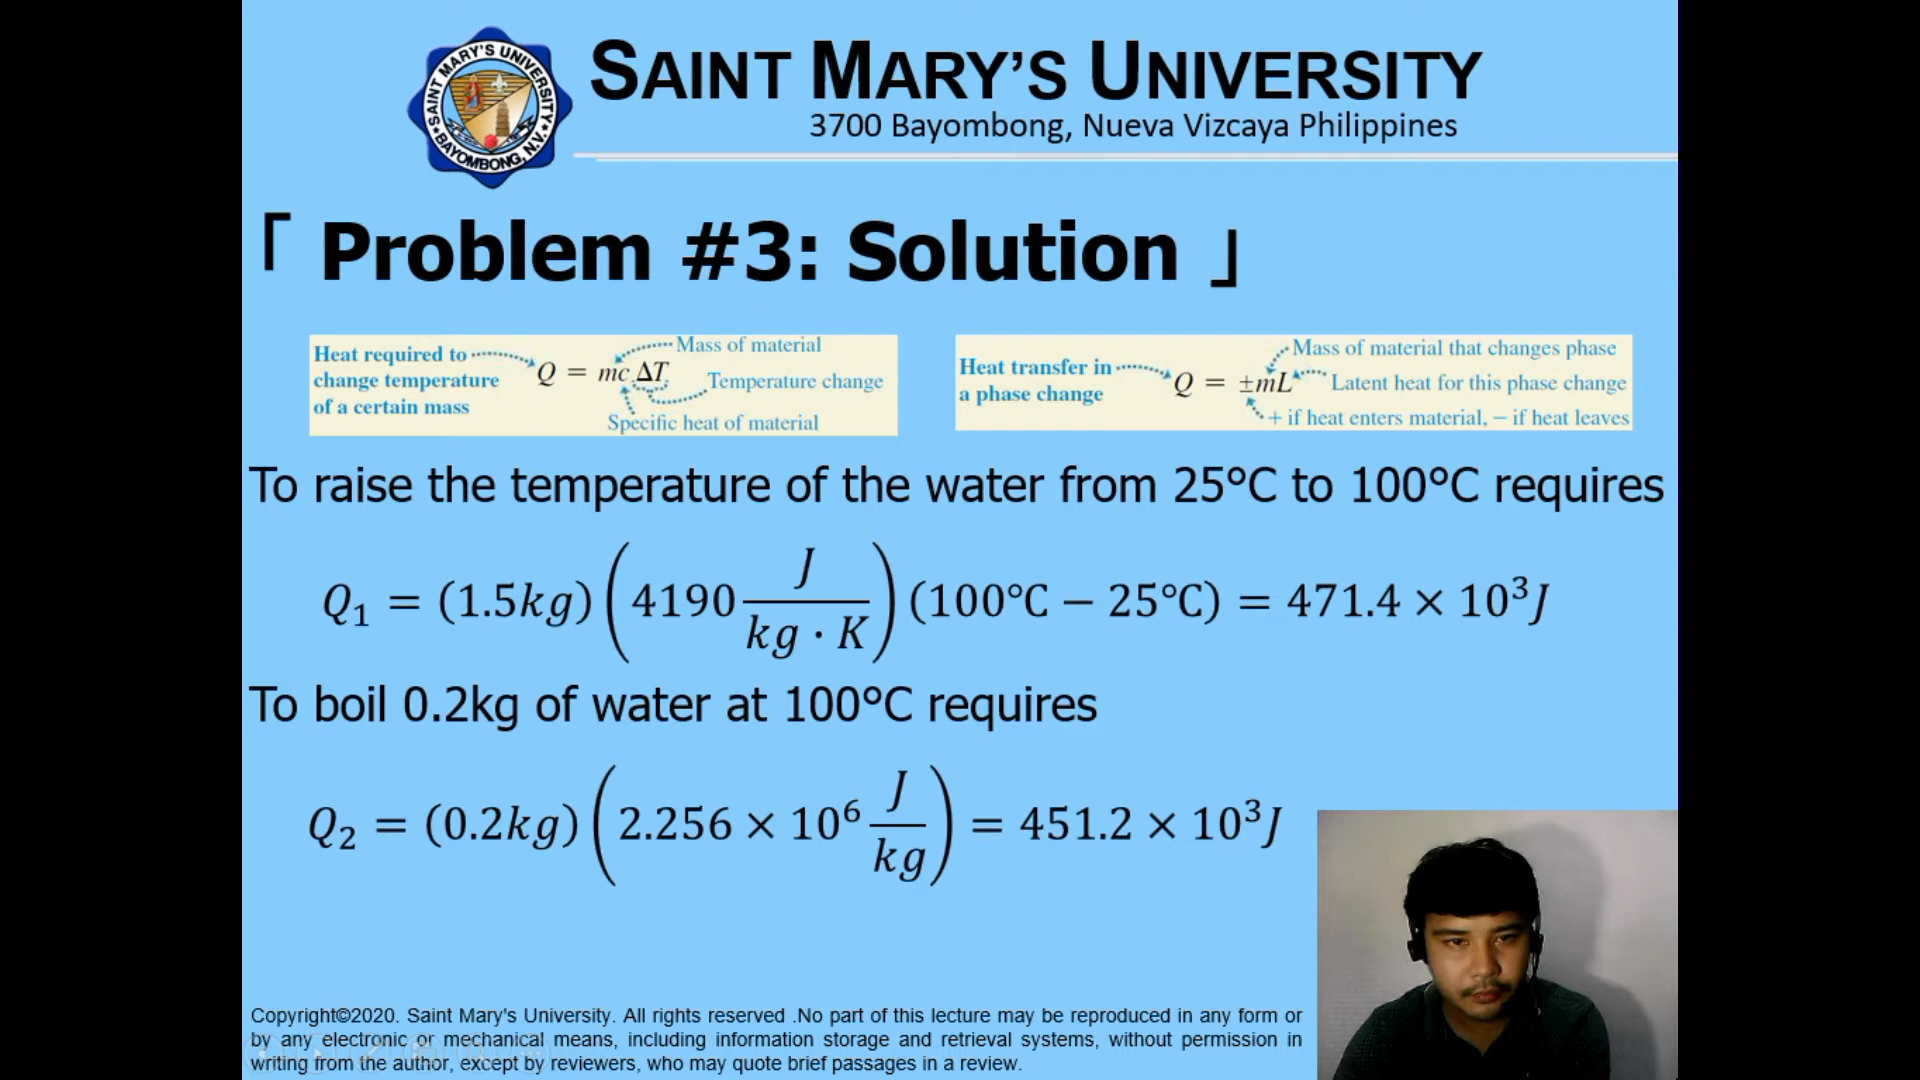 SAINT MARY'S UNIVERSITY
BAYOMBONG, N.V.
SAINT MARY'S UNIVERSITY
3700 Bayombong, Nueva Vizcaya Philippines
「 Problem #3: Solution 」
Heat required to change temperature of a certain mass
Q = mc ΔT
Mass of material
Temperature change
Specific heat of material
Heat transfer in a phase change
Q = ±mL
Mass of material that changes phase
Latent heat for this phase change
+ if heat enters material, − if heat leaves
To raise the temperature of the water from 25°C to 100°C requires
Q₁ = (1.5kg)(4190 J/kg · K)(100℃ − 25℃) = 471.4 × 10³J
To boil 0.2kg of water at 100°C requires
Q₂ = (0.2kg)(2.256 × 10⁶ J/kg) = 451.2 × 10³J
Copyright©2020. Saint Mary's University. All rights reserved .No part of this lecture may be reproduced in any form or
by any electronic or mechanical means, including information storage and retrieval systems, without permission in
writing from the author, except by reviewers, who may quote brief passages in a review.